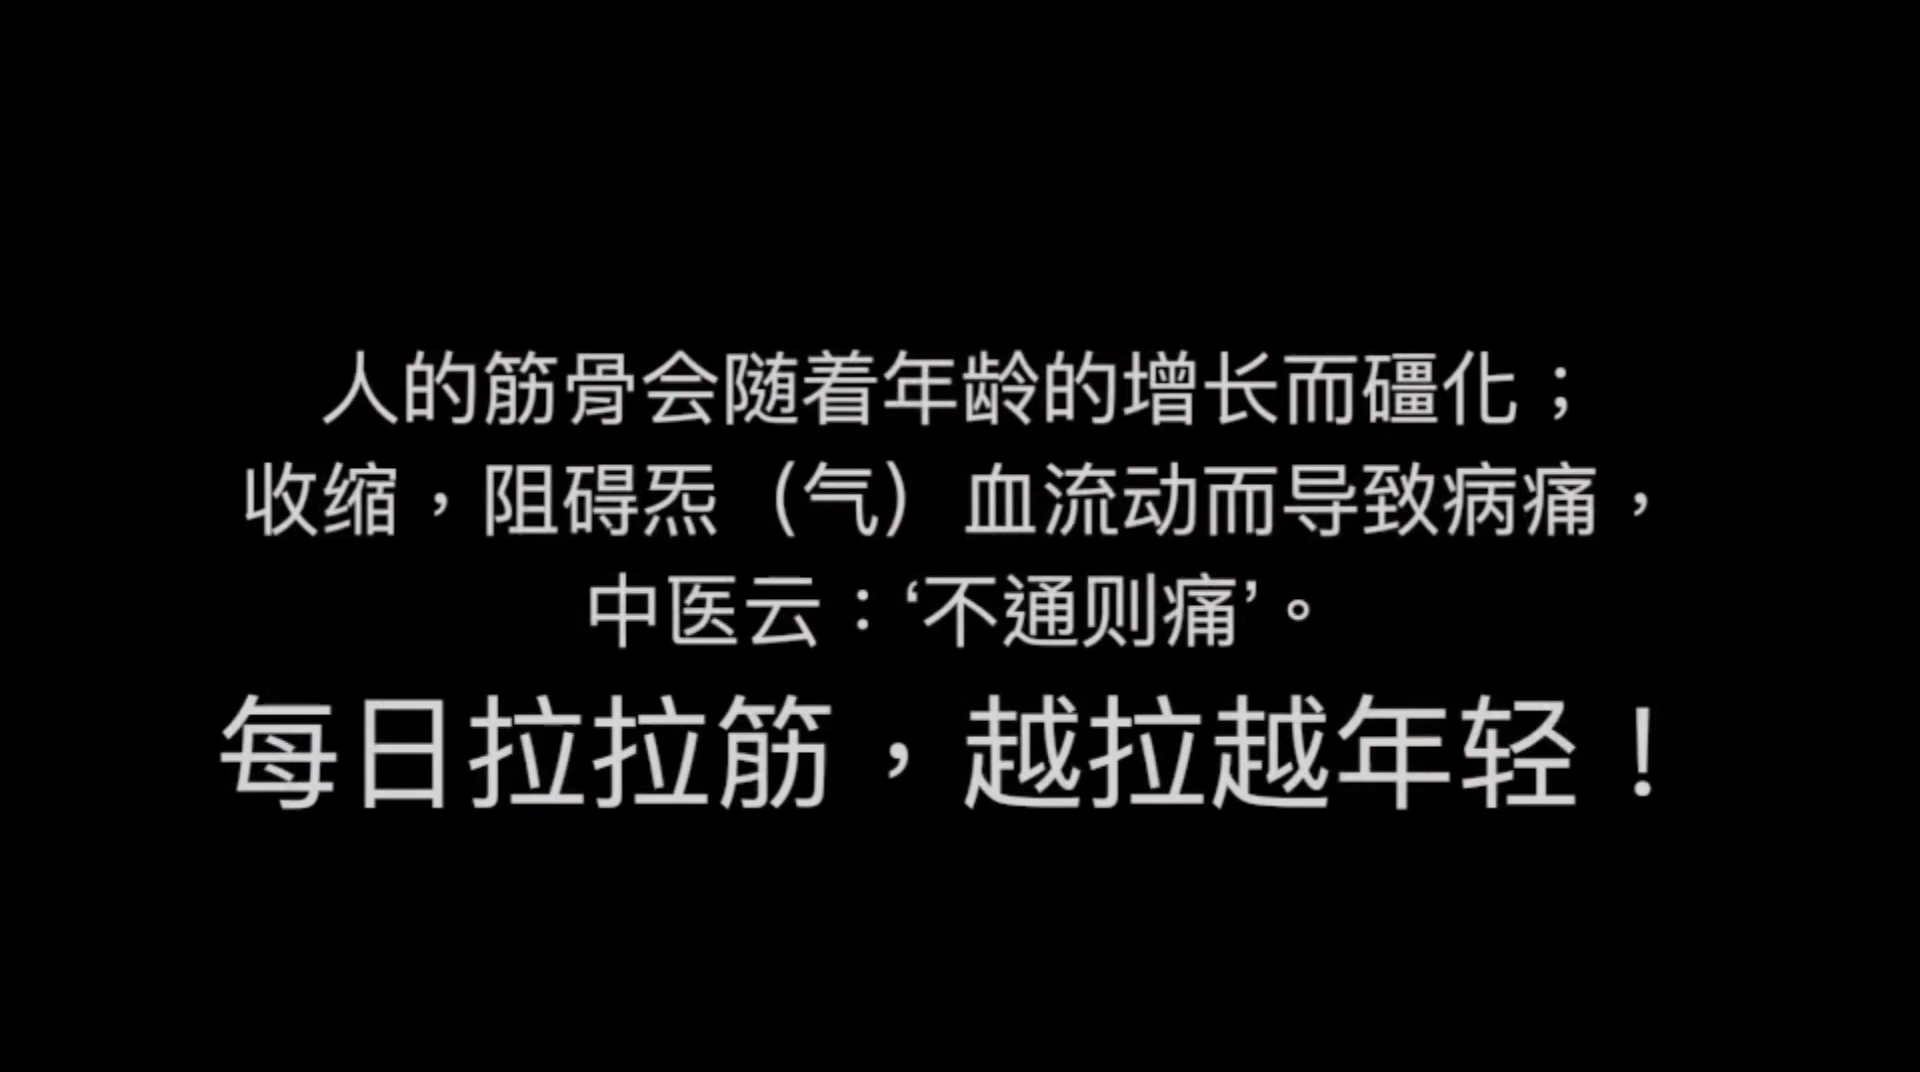 人的筋骨会随着年龄的增长而礓化；
收缩，阻碍炁（气）血流动而导致病痛，
中医云：‘不通则痛’。
每日拉拉筋，越拉越年轻！